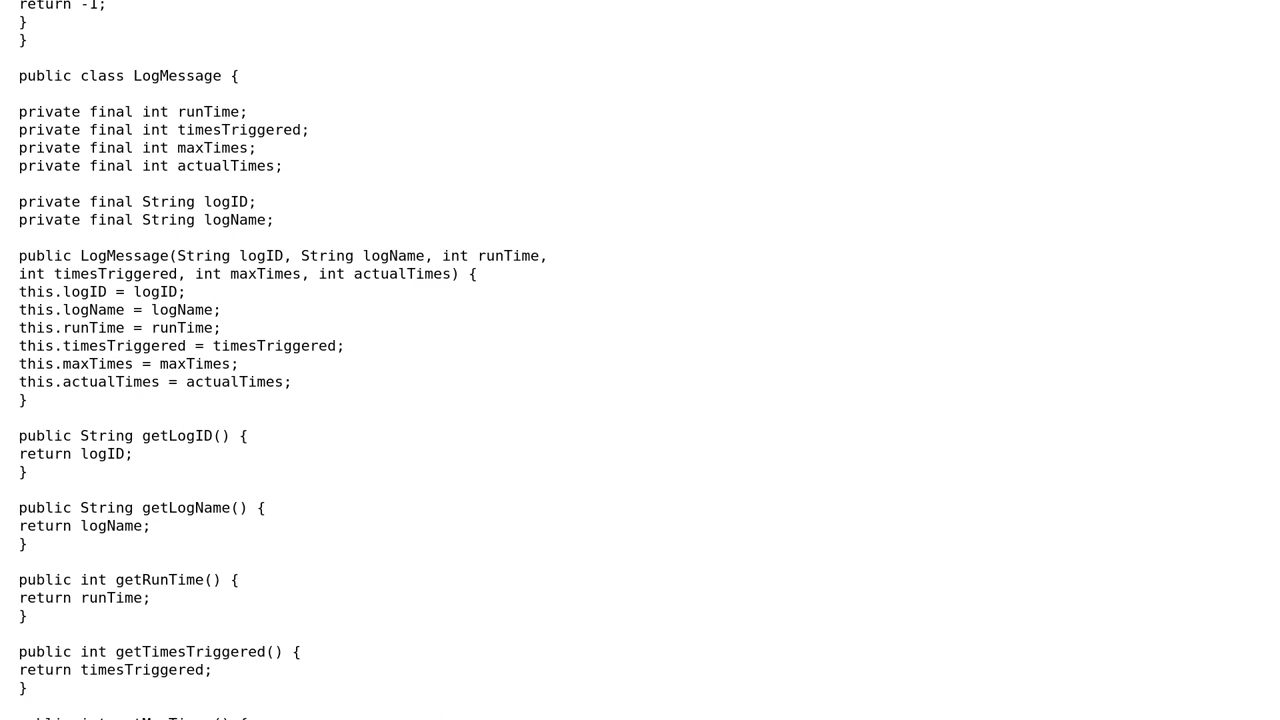 return -1;
}
}
public class LogMessage {
private final int runTime;
private final int timesTriggered;
private final int maxTimes;
private final int actualTimes;
private final String logID;
private final String logName;
public LogMessage(String logID, String logName, int runTime,
int timesTriggered, int maxTimes, int actualTimes) {
this.logID = logID;
this.logName = logName;
this.runTime = runTime;
this.timesTriggered = timesTriggered;
this.maxTimes = maxTimes;
this.actualTimes = actualTimes;
}
public String getLogID() {
return logID;
}
public String getLogName() {
return logName;
}
public int getRunTime() {
return runTime;
}
public int getTimesTriggered() {
return timesTriggered;
}